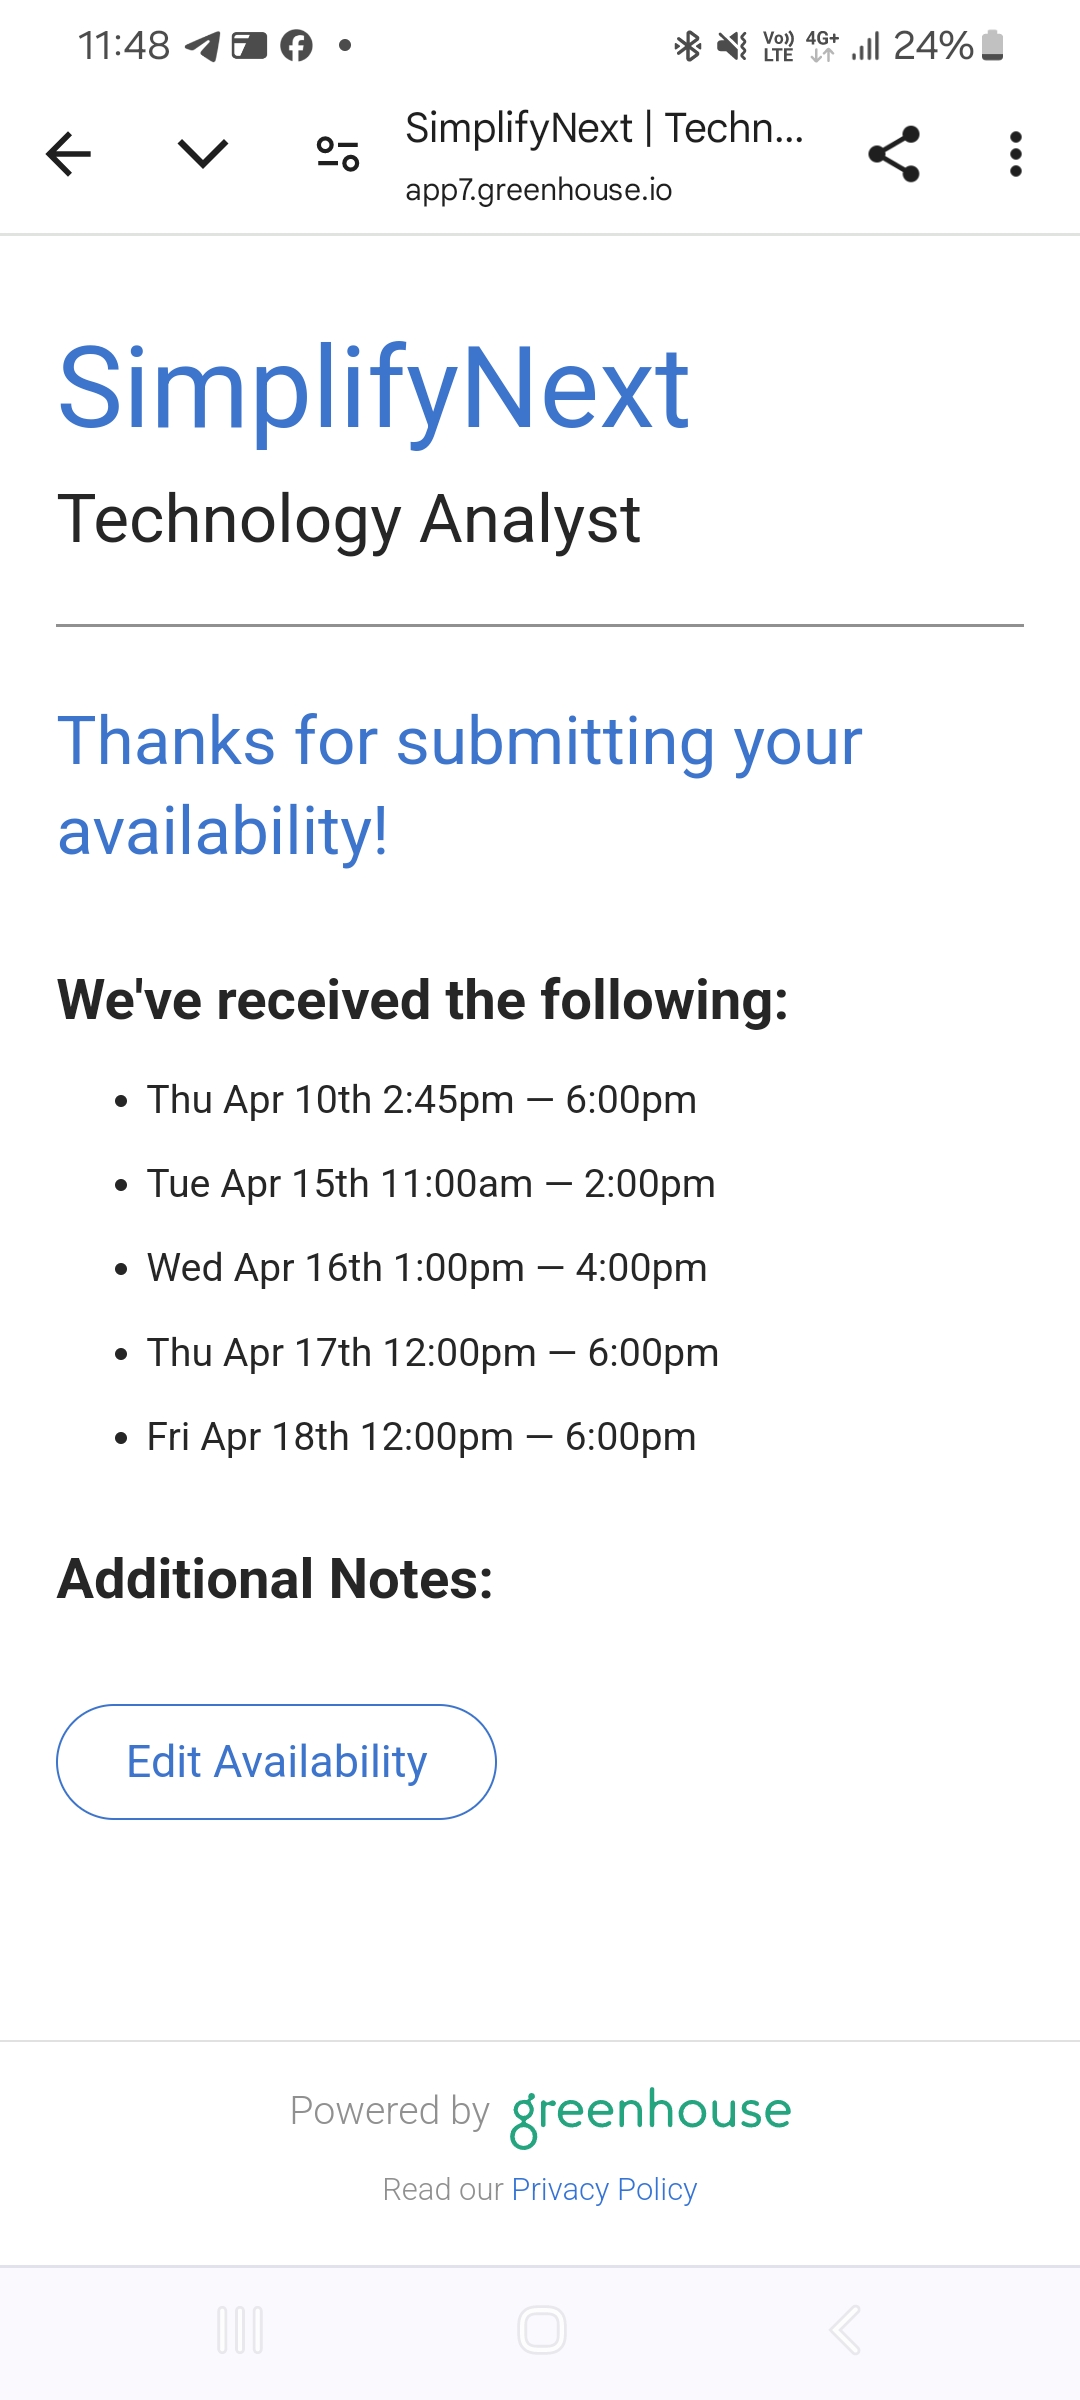 11:48
Vo)) LTE 4G+ 24%
SimplifyNext | Techn...
app7.greenhouse.io
SimplifyNext
Technology Analyst
Thanks for submitting your
availability!
We've received the following:
• Thu Apr 10th 2:45pm — 6:00pm
• Tue Apr 15th 11:00am — 2:00pm
• Wed Apr 16th 1:00pm — 4:00pm
• Thu Apr 17th 12:00pm — 6:00pm
• Fri Apr 18th 12:00pm — 6:00pm
Additional Notes:
Edit Availability
Powered by greenhouse
Read our Privacy Policy